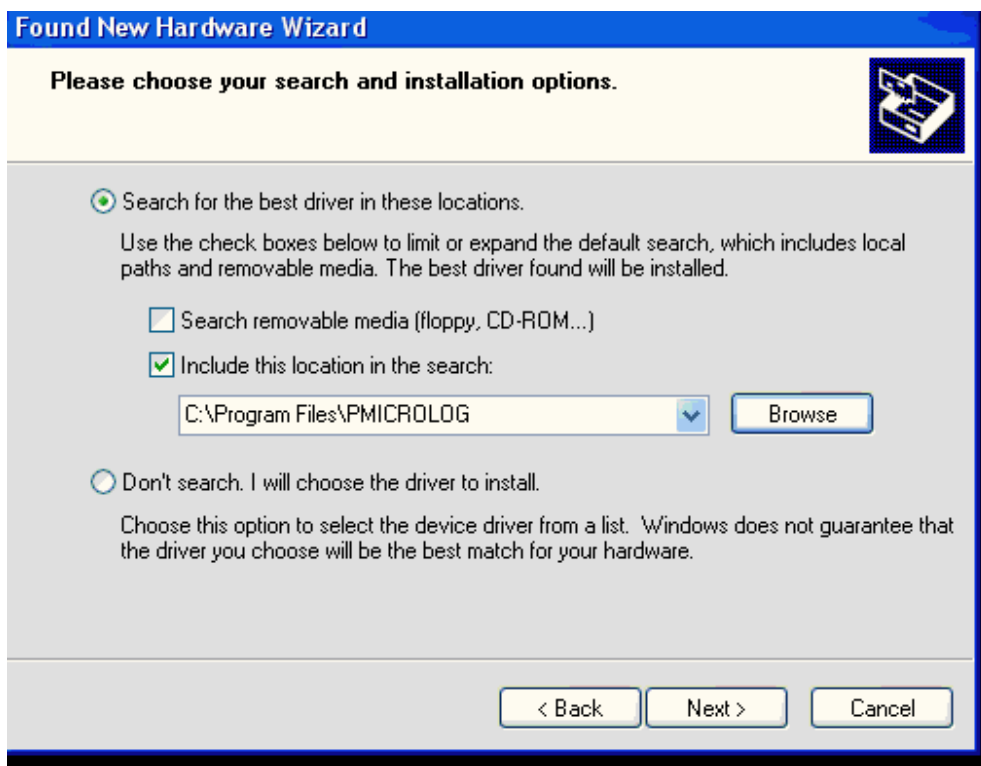 Found New Hardware Wizard
Please choose your search and installation options.
Search for the best driver in these locations.
Use the check boxes below to limit or expand the default search, which includes local
paths and removable media. The best driver found will be installed.
Search removable media (floppy, CD-ROM...)
Include this location in the search:
C:\Program Files\PMICROLOG
Browse
Don't search. I will choose the driver to install.
Choose this option to select the device driver from a list. Windows does not guarantee that
the driver you choose will be the best match for your hardware.
< Back
Next >
Cancel